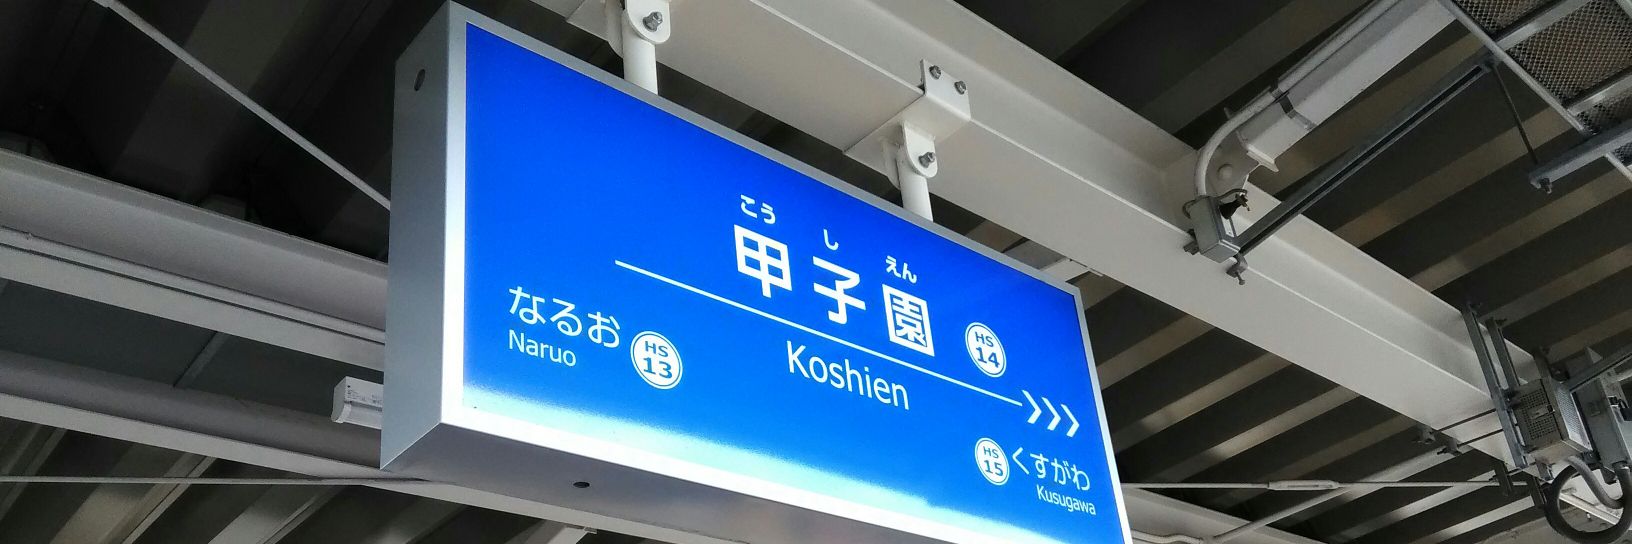 こうしえん
甲子園
HS
14
Koshien
なるお
Naruo
HS
13
HS
15
くすがわ
Kusugawa